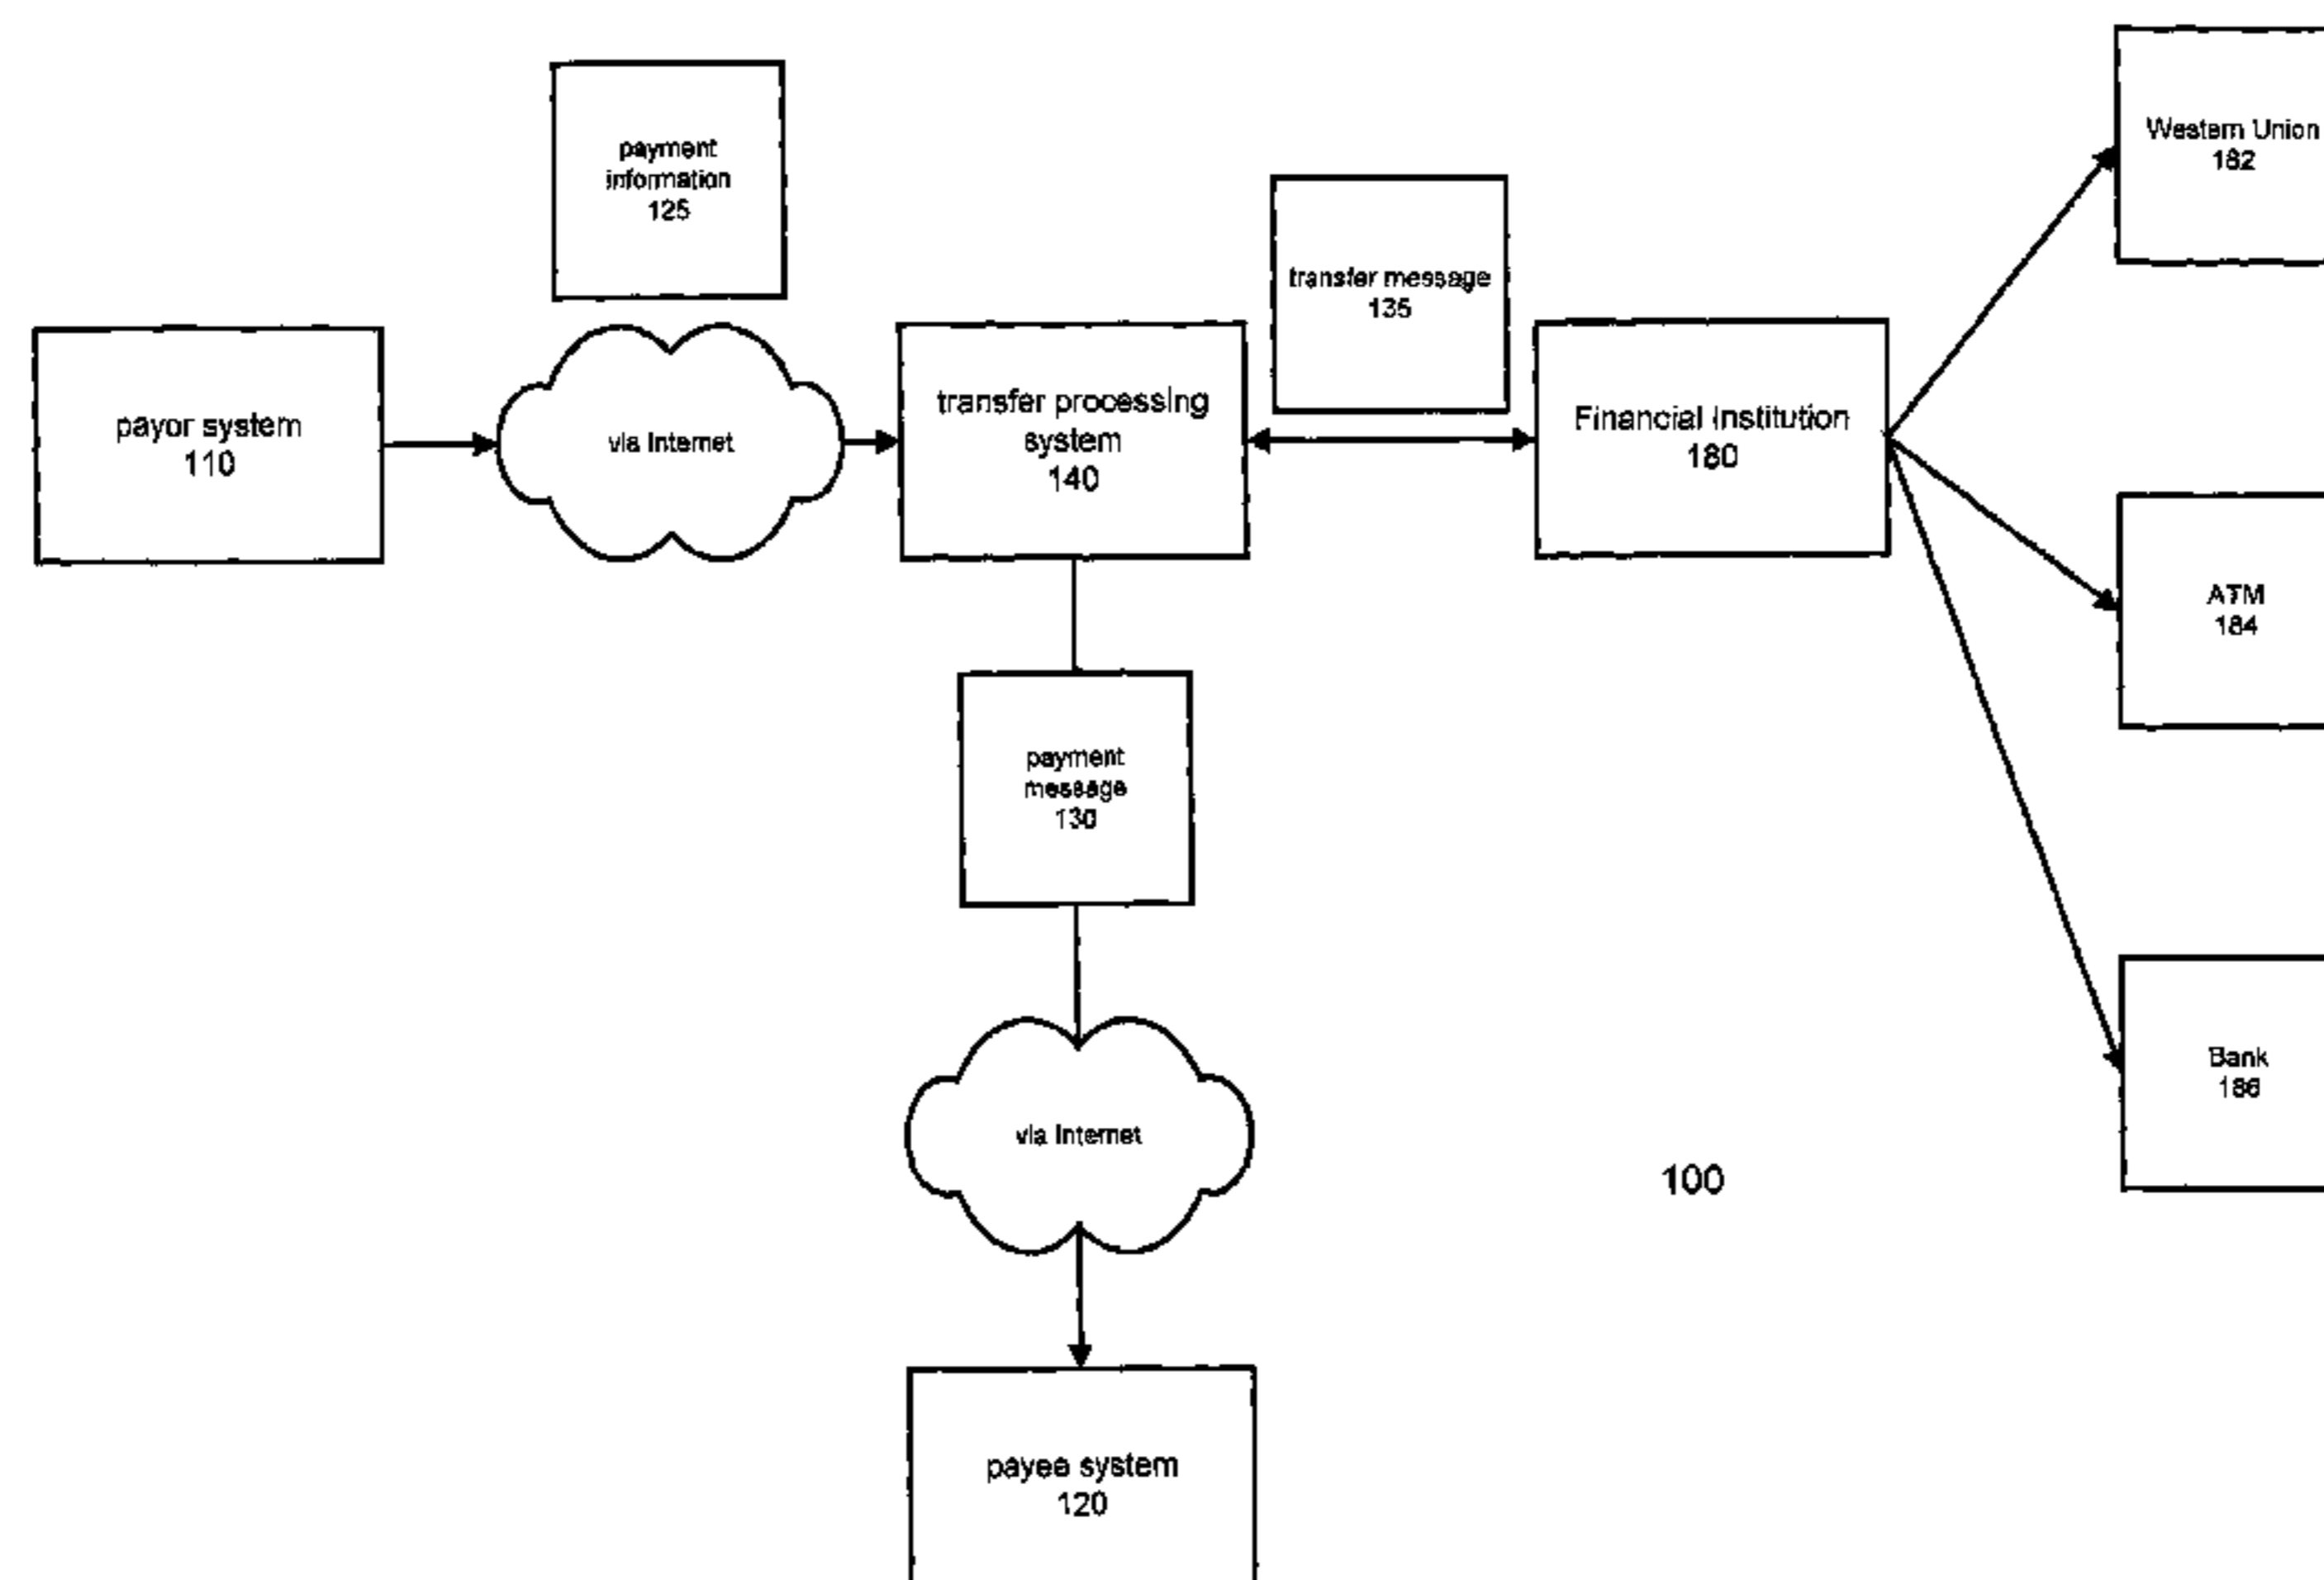 payment
information
125
Western Union
182
transfer message
135
payor system
110
via Internet
transfer processing
system
140
Financial Institution
180
ATM
184
payment
message
130
via Internet
Bank
186
100
payee system
120